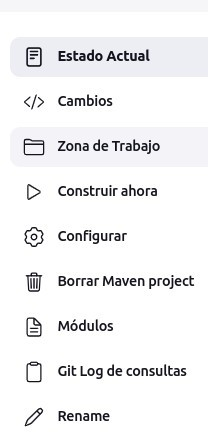 Estado Actual
Cambios
Zona de Trabajo
Construir ahora
Configurar
Borrar Maven project
Módulos
Git Log de consultas
Rename